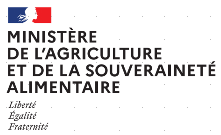 MINISTÈRE
DE L'AGRICULTURE
ET DE LA SOUVERAINETÉ
ALIMENTAIRE
Liberté
Égalité
Fraternité